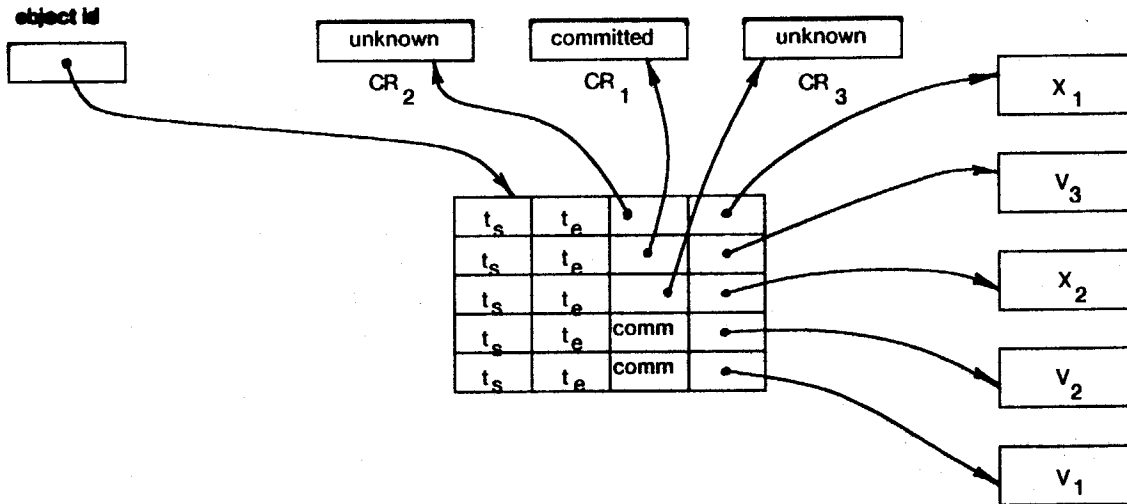 object id
unknown
committed
unknown
CR2
CR1
CR3
X1
V3
X2
V2
V1
ts te
ts te
ts te
ts te comm
ts te comm